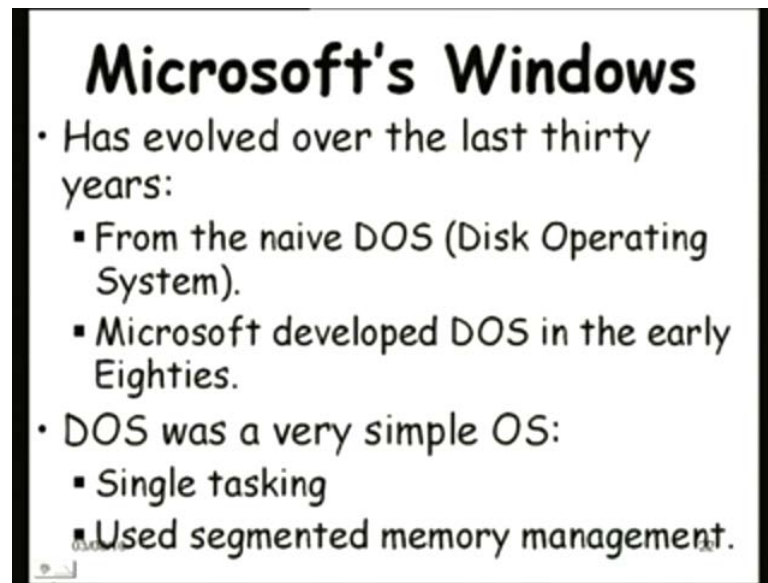 Microsoft's Windows
• Has evolved over the last thirty
years:
▪ From the naive DOS (Disk Operating
System).
▪ Microsoft developed DOS in the early
Eighties.
• DOS was a very simple OS:
▪ Single tasking
▪ Used segmented memory management.